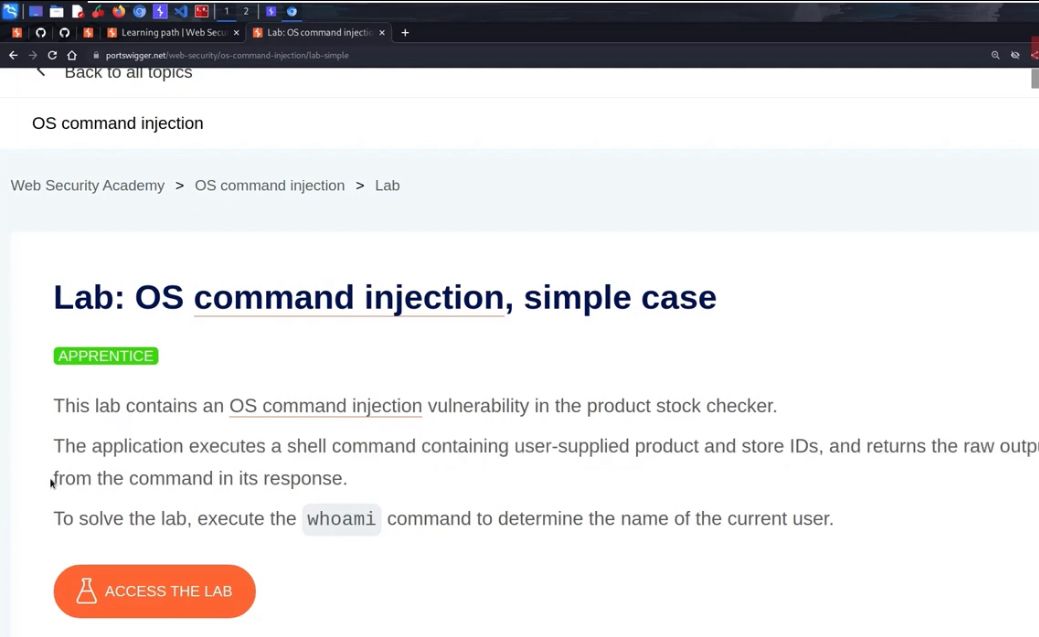 1 2
Learning path | Web Secu
Lab: OS command injectio
portswigger.net/web-security/os-command-injection/lab-simple
Back to all topics
OS command injection
Web Security Academy > OS command injection > Lab
Lab: OS command injection, simple case
APPRENTICE
This lab contains an OS command injection vulnerability in the product stock checker.
The application executes a shell command containing user-supplied product and store IDs, and returns the raw outp
from the command in its response.
To solve the lab, execute the whoami command to determine the name of the current user.
ACCESS THE LAB